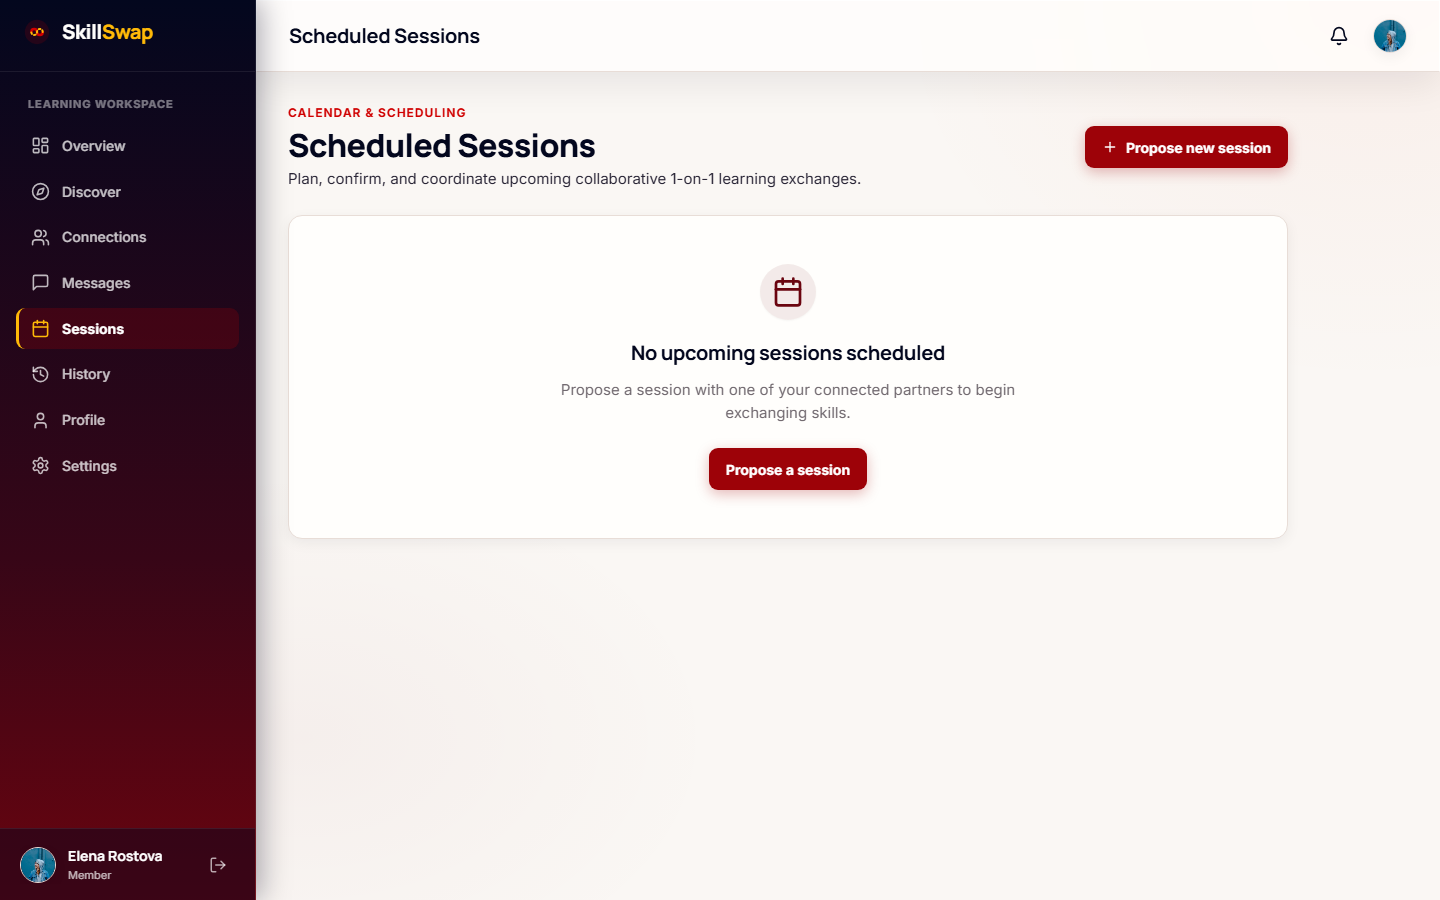 SkillSwap
Scheduled Sessions
LEARNING WORKSPACE
Overview
Discover
Connections
Messages
Sessions
History
Profile
Settings
Elena Rostova
Member
CALENDAR & SCHEDULING
Scheduled Sessions
Plan, confirm, and coordinate upcoming collaborative 1-on-1 learning exchanges.
Propose new session
No upcoming sessions scheduled
Propose a session with one of your connected partners to begin
exchanging skills.
Propose a session